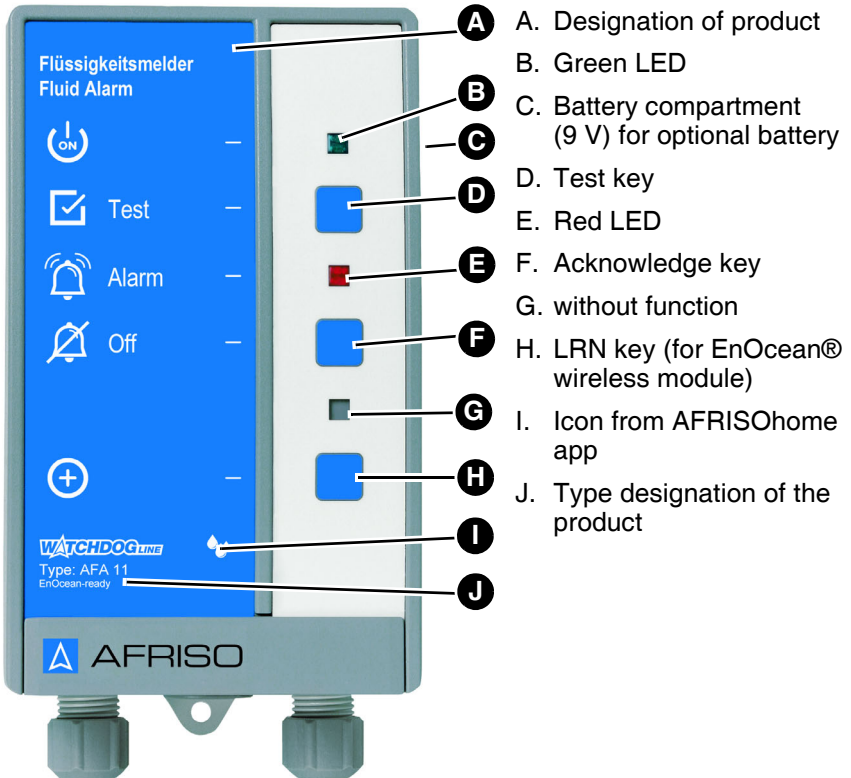 Flüssigkeitsmelder
Fluid Alarm
ON
Test
Alarm
Off
WATCHDOG LINE
Type: AFA 11
EnOcean-ready
AFRISO
A
B
C
D
E
F
G
H
I
J
A. Designation of product
B. Green LED
C. Battery compartment
(9 V) for optional battery
D. Test key
E. Red LED
F. Acknowledge key
G. without function
H. LRN key (for EnOcean®
wireless module)
I. Icon from AFRISOhome
app
J. Type designation of the
product